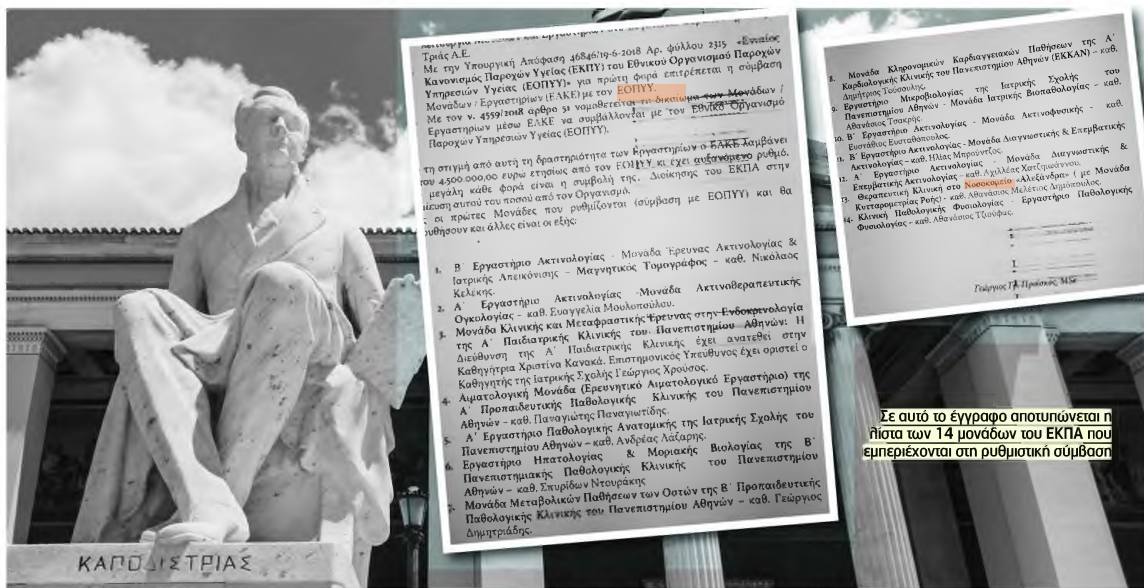 Τριάς Α.Ε.
Με την Υπουργική Απόφαση 46846/19-6-2018 Αρ. φύλλου 2315 «Ενιαίος
Κανονισμός Παροχών Υγείας (ΕΚΠΥ) του Εθνικού Οργανισμού Παροχών
Υπηρεσιών Υγείας (ΕΟΠΥΥ)» για πρώτη φορά επιτρέπεται η σύμβαση
Μονάδων / Εργαστηρίων (ΕΛΚΕ) με τον ΕΟΠΥΥ.
Με τον ν. 4559/2018 άρθρο 51 νομοθετείται το δικαίωμα των Μονάδων /
Εργαστηρίων μέσω ΕΛΚΕ να συμβάλλονται με τον Εθνικό Οργανισμό
Παροχών Υπηρεσιών Υγείας (ΕΟΠΥΥ).
τη στιγμή από αυτή τη δραστηριότητα των Εργαστηρίων ο ΕΛΚΕ λαμβάνει
4.500.000,00 ευρώ ετησίως από τον ΕΟΠΥΥ κι έχει αυξανόμενο ρυθμό.
μεγάλη κάθε φορά είναι η συμβολή της Διοίκησης του ΕΚΠΑ στην
αυτού του ποσού από τον Οργανισμό.
οι πρώτες Μονάδες που ρυθμίζονται (σύμβαση με ΕΟΠΥΥ) και θα
και άλλες είναι οι εξής:
1. Β΄ Εργαστήριο Ακτινολογίας - Μονάδα Έρευνας Ακτινολογίας &
Ιατρικής Απεικόνισης – Μαγνητικός Τομογράφος – καθ. Νικόλαος
Κελέκης.
2. Α΄ Εργαστήριο Ακτινολογίας -Μονάδα Ακτινοθεραπευτικής
Ογκολογίας – καθ. Ευαγγελία Μουλοπούλου.
3. Μονάδα Κλινικής και Μεταφραστικής Έρευνας στην Ενδοκρινολογία
της Α΄ Παιδιατρικής Κλινικής του Πανεπιστημίου Αθηνών: Η
Διεύθυνση της Α΄ Παιδιατρικής Κλινικής έχει ανατεθεί στην
Καθηγήτρια Χριστίνα Κανακά. Επιστημονικός Υπεύθυνος έχει οριστεί ο
Καθηγητής της Ιατρικής Σχολής Γεώργιος Χρούσος.
4. Αιματολογική Μονάδα (Ερευνητικό Αιματολογικό Εργαστήριο) της
Α΄ Προπαιδευτικής Παθολογικής Κλινικής του Πανεπιστημίου
Αθηνών – καθ. Παναγιώτης Παναγιωτίδης.
5. Α΄ Εργαστήριο Παθολογικής Ανατομικής της Ιατρικής Σχολής του
Πανεπιστημίου Αθηνών – καθ. Ανδρέας Λάζαρης.
6. Εργαστήριο Ηπατολογίας & Μοριακής Βιολογίας της Β΄
Πανεπιστημιακής Παθολογικής Κλινικής του Πανεπιστημίου
Αθηνών – καθ. Σπυρίδων Ντουράκης
7. Μονάδα Μεταβολικών Παθήσεων των Οστών της Β΄ Προπαιδευτικής
Παθολογικής Κλινικής του Πανεπιστημίου Αθηνών – καθ. Γεώργιος
Δημητριάδης.
8. Μονάδα Κληρονομικών Καρδιαγγειακών Παθήσεων της Α΄
Καρδιολογικής Κλινικής του Πανεπιστημίου Αθηνών (ΕΚΚΑΝ) – καθ.
Δημήτριος Τούσουλης.
9. Εργαστήριο Μικροβιολογίας της Ιατρικής Σχολής του
Πανεπιστημίου Αθηνών - Μονάδα Ιατρικής Βιοπαθολογίας – καθ.
Αθανάσιος Τσακρής.
10. Β΄ Εργαστήριο Ακτινολογίας - Μονάδα Ακτινοφυσικής - καθ.
Ευστάθιος Ευσταθόπουλος.
11. Β΄ Εργαστήριο Ακτινολογίας - Μονάδα Διαγνωστικής & Επεμβατικής
Ακτινολογίας – καθ. Ηλίας Μπρούντζος.
12. Α΄ Εργαστήριο Ακτινολογίας - Μονάδα Διαγνωστικής &
Επεμβατικής Ακτινολογίας – καθ. Αχιλλέας Χατζηιωάννου.
13. Θεραπευτική Κλινική στο Νοσοκομείο «Αλεξάνδρα» ( με Μονάδα
Κυτταρομετρίας Ροής) - καθ. Αθανάσιος Μελέτιος Δημόπουλος.
14. Κλινική Παθολογικής Φυσιολογίας - Εργαστήριο Παθολογικής
Φυσιολογίας – καθ. Αθανάσιος Τζιούφας.
Γεώργιος MSc
Σε αυτό το έγγραφο αποτυπώνεται η
λίστα των 14 μονάδων του ΕΚΠΑ που
εμπεριέχονται στη ρυθμιστική σύμβαση
ΚΑΠΟΔΙΣΤΡΙΑΣ